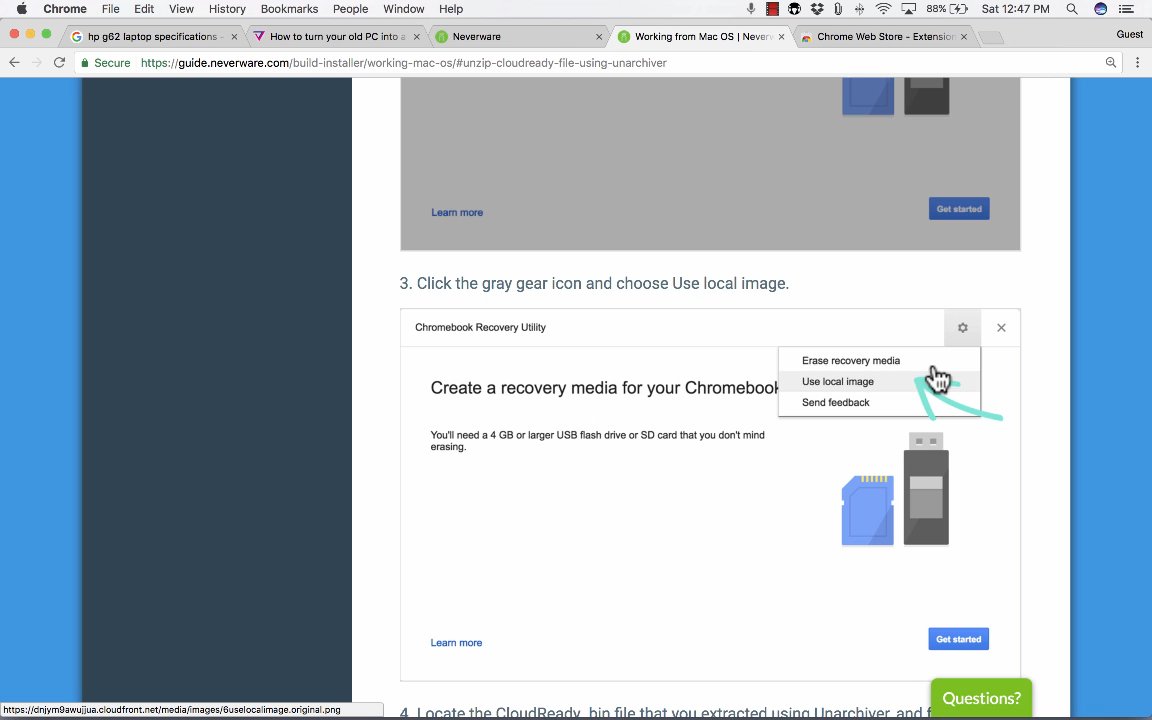 Chrome File Edit View History Bookmarks People Window Help 88% Sat 12:47 PM
hp g62 laptop specifications -
How to turn your old PC into a
Neverware
Working from Mac OS | Neverw
Chrome Web Store - Extension
Guest
Secure https://guide.neverware.com/build-installer/working-mac-os/#unzip-cloudready-file-using-unarchiver
Learn more
Get started
3. Click the gray gear icon and choose Use local image.
Chromebook Recovery Utility
Erase recovery media
Use local image
Send feedback
Create a recovery media for your Chromebook
You'll need a 4 GB or larger USB flash drive or SD card that you don't mind
erasing.
Learn more
Get started
Questions?
https://dnjym9awujjua.cloudfront.net/media/images/6uselocalimage.original.png
4. Locate the CloudReady .bin file that you extracted using Unarchiver, and f